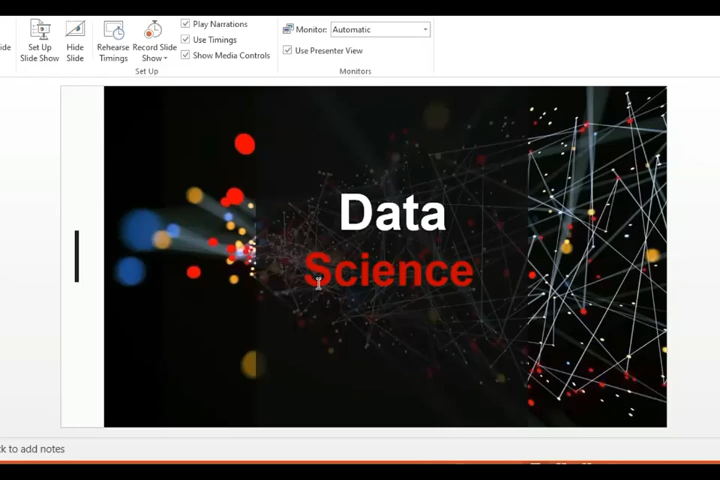 Play Narrations
Monitor: Automatic
Use Timings
Set Up
Slide Show
Hide
Slide
Rehearse
Timings
Record Slide
Show
Show Media Controls
Use Presenter View
Set Up
Monitors
Data
Science
to add notes